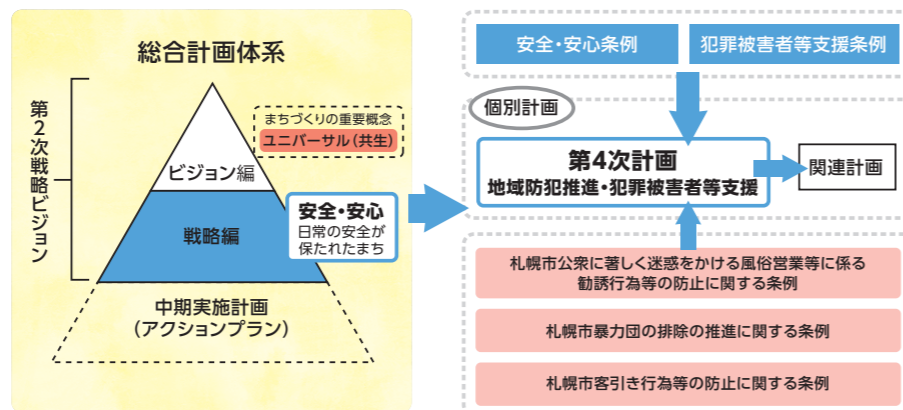 総合計画体系
第2次戦略ビジョン
まちづくりの重要概念
ユニバーサル(共生)
ビジョン編
戦略編
安全・安心
日常の安全が
保たれたまち
中期実施計画
(アクションプラン)
安全・安心条例
犯罪被害者等支援条例
個別計画
第4次計画
地域防犯推進・犯罪被害者等支援
関連計画
札幌市公衆に著しく迷惑をかける風俗営業等に係る
勧誘行為等の防止に関する条例
札幌市暴力団の排除の推進に関する条例
札幌市客引き行為等の防止に関する条例